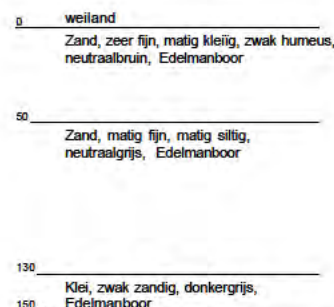 0 weiland
Zand, zeer fijn, matig kleiïg, zwak humeus,
neutraalbruin, Edelmanboor
50
Zand, matig fijn, matig siltig,
neutraalgrijs, Edelmanboor
130
Klei, zwak zandig, donkergrijs,
150 Edelmanboor